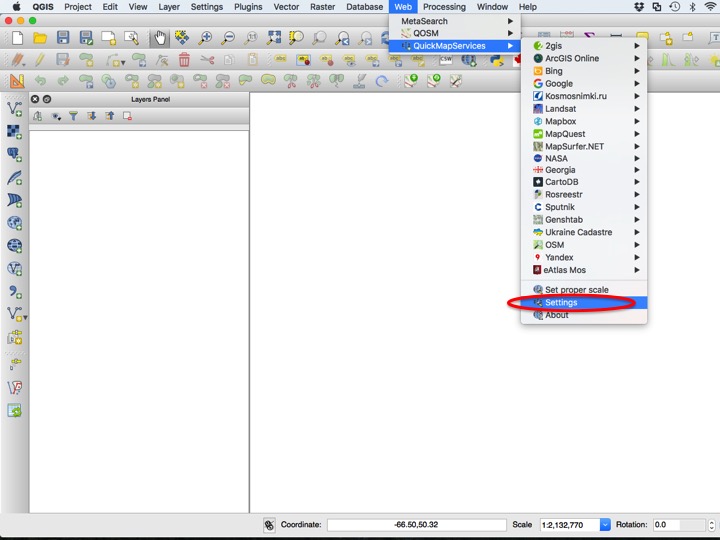 QGIS Project Edit View Layer Settings Plugins Vector Raster Database Web Processing Window Help
MetaSearch
QOSM
QuickMapServices
2gis
ArcGIS Online
Bing
Google
Kosmosnimki.ru
Landsat
Mapbox
MapQuest
MapSurfer.NET
NASA
Georgia
CartoDB
Rosreestr
Sputnik
Genshtab
Ukraine Cadastre
OSM
Yandex
eAtlas Mos
Set proper scale
Settings
About
CSW
Layers Panel
Coordinate: -66.50,50.32 Scale 1:2,132,770 Rotation: 0.0